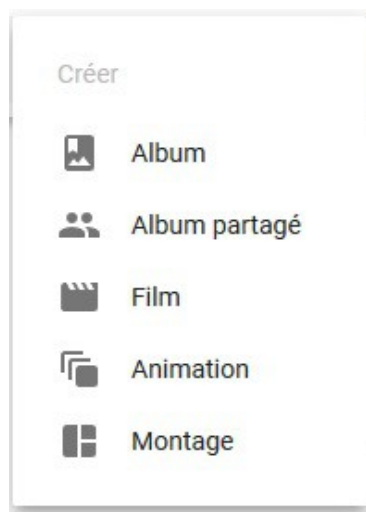 Créer
Album
Album partagé
Film
Animation
Montage